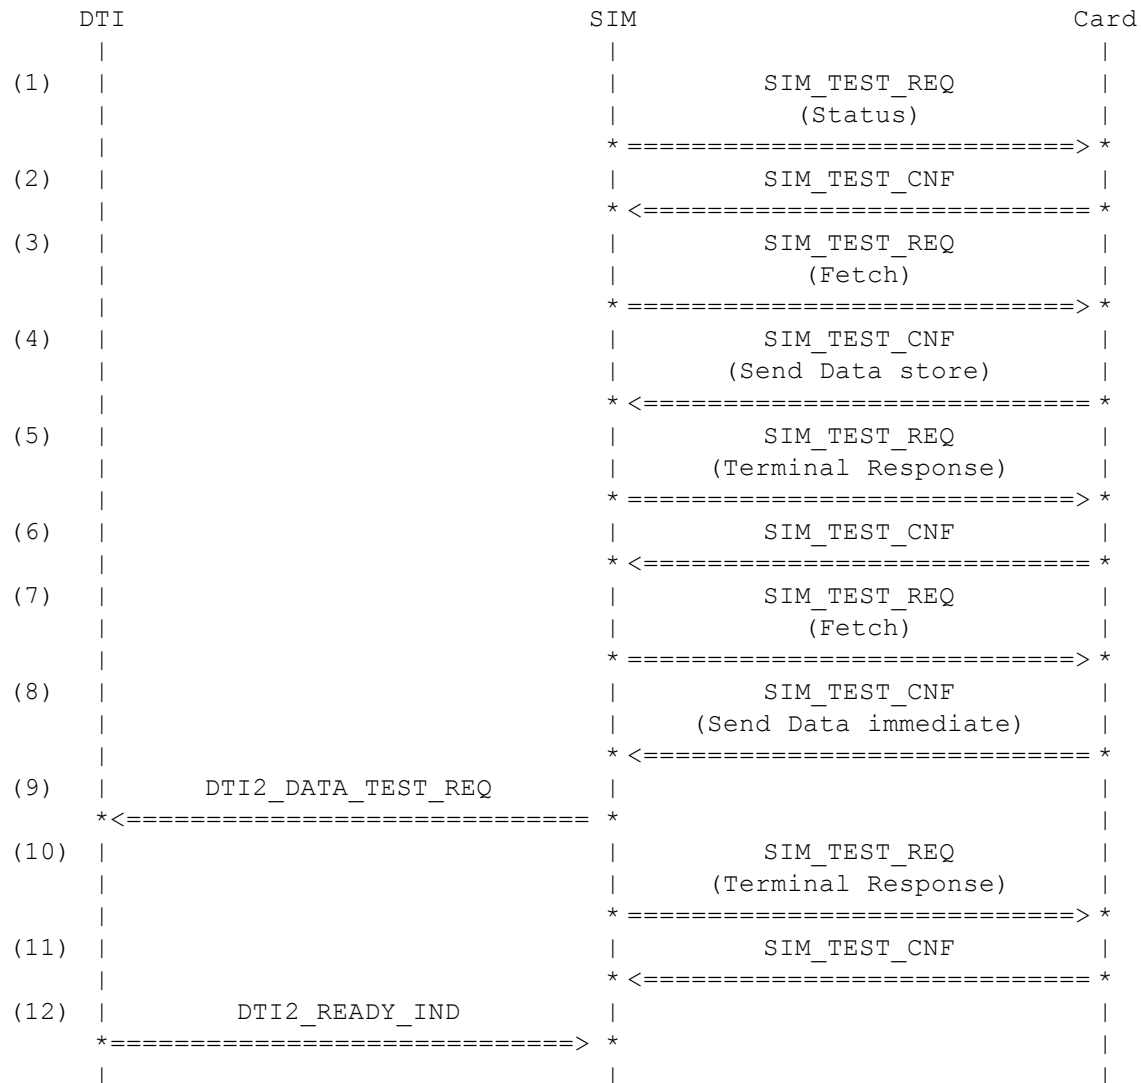 DTI SIM Card
| | |
(1) | | SIM_TEST_REQ |
| | (Status) |
| * ============================> *
(2) | | SIM_TEST_CNF |
| * <============================ *
(3) | | SIM_TEST_REQ |
| | (Fetch) |
| * ============================> *
(4) | | SIM_TEST_CNF |
| | (Send Data store) |
| * <============================ *
(5) | | SIM_TEST_REQ |
| | (Terminal Response) |
| * ============================> *
(6) | | SIM_TEST_CNF |
| * <============================ *
(7) | | SIM_TEST_REQ |
| | (Fetch) |
| * ============================> *
(8) | | SIM_TEST_CNF |
| | (Send Data immediate) |
| * <============================ *
(9) | DTI2_DATA_TEST_REQ | |
*<============================= * |
(10) | | SIM_TEST_REQ |
| | (Terminal Response) |
| * ============================> *
(11) | | SIM_TEST_CNF |
| * <============================ *
(12) | DTI2_READY_IND | |
*=============================> * |
| | |